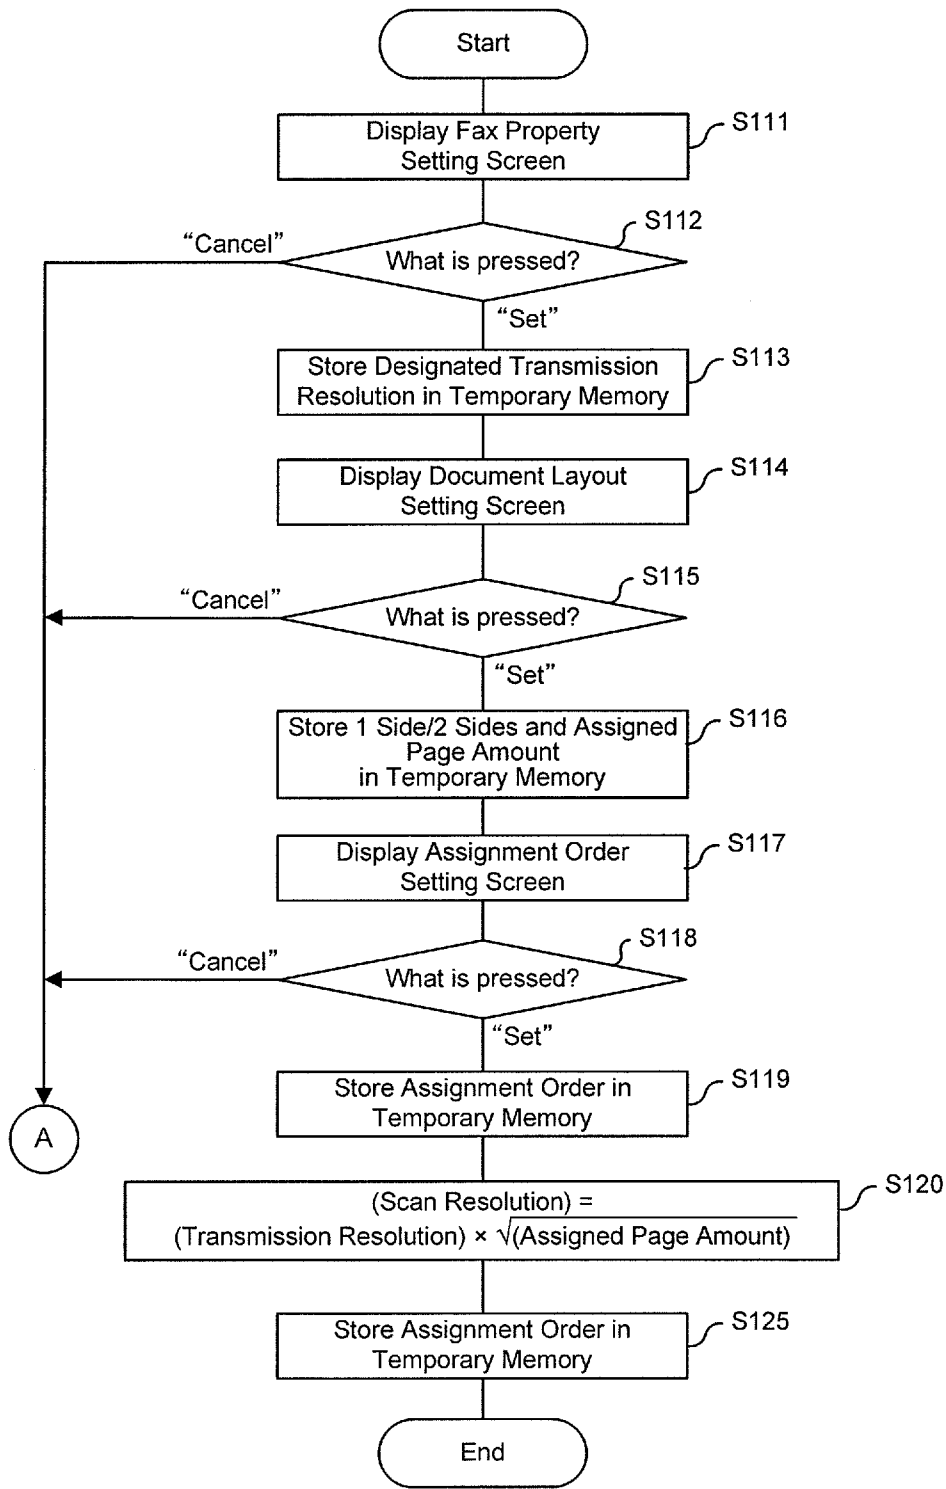 Start
Display Fax Property
Setting Screen
S111
"Cancel"
What is pressed?
S112
"Set"
Store Designated Transmission
Resolution in Temporary Memory
S113
Display Document Layout
Setting Screen
S114
"Cancel"
What is pressed?
S115
"Set"
Store 1 Side/2 Sides and Assigned
Page Amount
in Temporary Memory
S116
Display Assignment Order
Setting Screen
S117
"Cancel"
What is pressed?
S118
"Set"
Store Assignment Order in
Temporary Memory
S119
A
(Scan Resolution) =
(Transmission Resolution) × √(Assigned Page Amount)
S120
Store Assignment Order in
Temporary Memory
S125
End